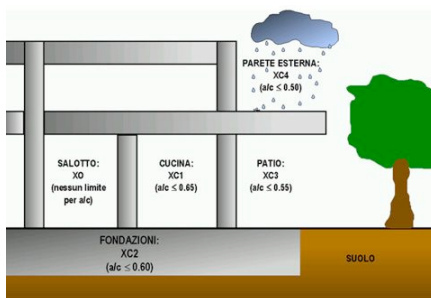 PARETE ESTERNA:
XC4
(a/c ≤ 0.50)
SALOTTO:
XO
(nessun limite
per a/c)
CUCINA:
XC1
(a/c ≤ 0.65)
PATIO:
XC3
(a/c ≤ 0.55)
FONDAZIONI:
XC2
(a/c ≤ 0.60)
SUOLO